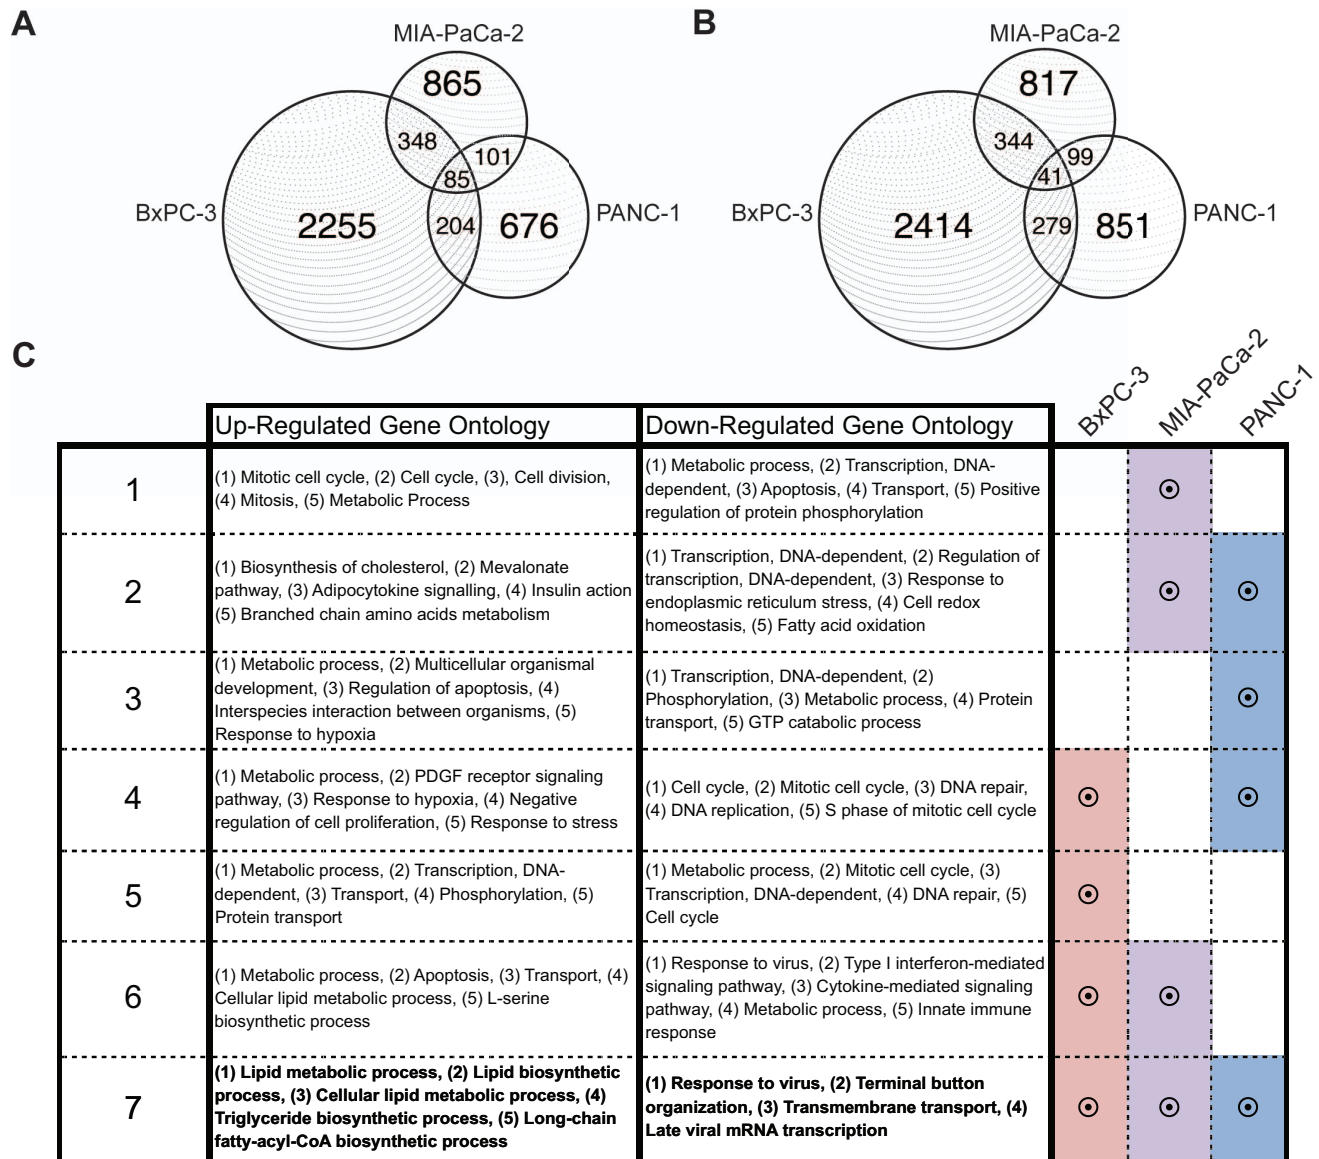 A
MIA-PaCa-2
865
348
101
85
BxPC-3
2255
204
676
PANC-1
B
MIA-PaCa-2
817
344
99
41
BxPC-3
2414
279
851
PANC-1
C
BxPC-3
MIA-PaCa-2
PANC-1
Up-Regulated Gene Ontology
Down-Regulated Gene Ontology
1
(1) Mitotic cell cycle, (2) Cell cycle, (3), Cell division,
(4) Mitosis, (5) Metabolic Process
(1) Metabolic process, (2) Transcription, DNA-
dependent, (3) Apoptosis, (4) Transport, (5) Positive
regulation of protein phosphorylation
2
(1) Biosynthesis of cholesterol, (2) Mevalonate
pathway, (3) Adipocytokine signalling, (4) Insulin action
(5) Branched chain amino acids metabolism
(1) Transcription, DNA-dependent, (2) Regulation of
transcription, DNA-dependent, (3) Response to
endoplasmic reticulum stress, (4) Cell redox
homeostasis, (5) Fatty acid oxidation
3
(1) Metabolic process, (2) Multicellular organismal
development, (3) Regulation of apoptosis, (4)
Interspecies interaction between organisms, (5)
Response to hypoxia
(1) Transcription, DNA-dependent, (2)
Phosphorylation, (3) Metabolic process, (4) Protein
transport, (5) GTP catabolic process
4
(1) Metabolic process, (2) PDGF receptor signaling
pathway, (3) Response to hypoxia, (4) Negative
regulation of cell proliferation, (5) Response to stress
(1) Cell cycle, (2) Mitotic cell cycle, (3) DNA repair,
(4) DNA replication, (5) S phase of mitotic cell cycle
5
(1) Metabolic process, (2) Transcription, DNA-
dependent, (3) Transport, (4) Phosphorylation, (5)
Protein transport
(1) Metabolic process, (2) Mitotic cell cycle, (3)
Transcription, DNA-dependent, (4) DNA repair, (5)
Cell cycle
6
(1) Metabolic process, (2) Apoptosis, (3) Transport, (4)
Cellular lipid metabolic process, (5) L-serine
biosynthetic process
(1) Response to virus, (2) Type I interferon-mediated
signaling pathway, (3) Cytokine-mediated signaling
pathway, (4) Metabolic process, (5) Innate immune
response
7
(1) Lipid metabolic process, (2) Lipid biosynthetic
process, (3) Cellular lipid metabolic process, (4)
Triglyceride biosynthetic process, (5) Long-chain
fatty-acyl-CoA biosynthetic process
(1) Response to virus, (2) Terminal button
organization, (3) Transmembrane transport, (4)
Late viral mRNA transcription